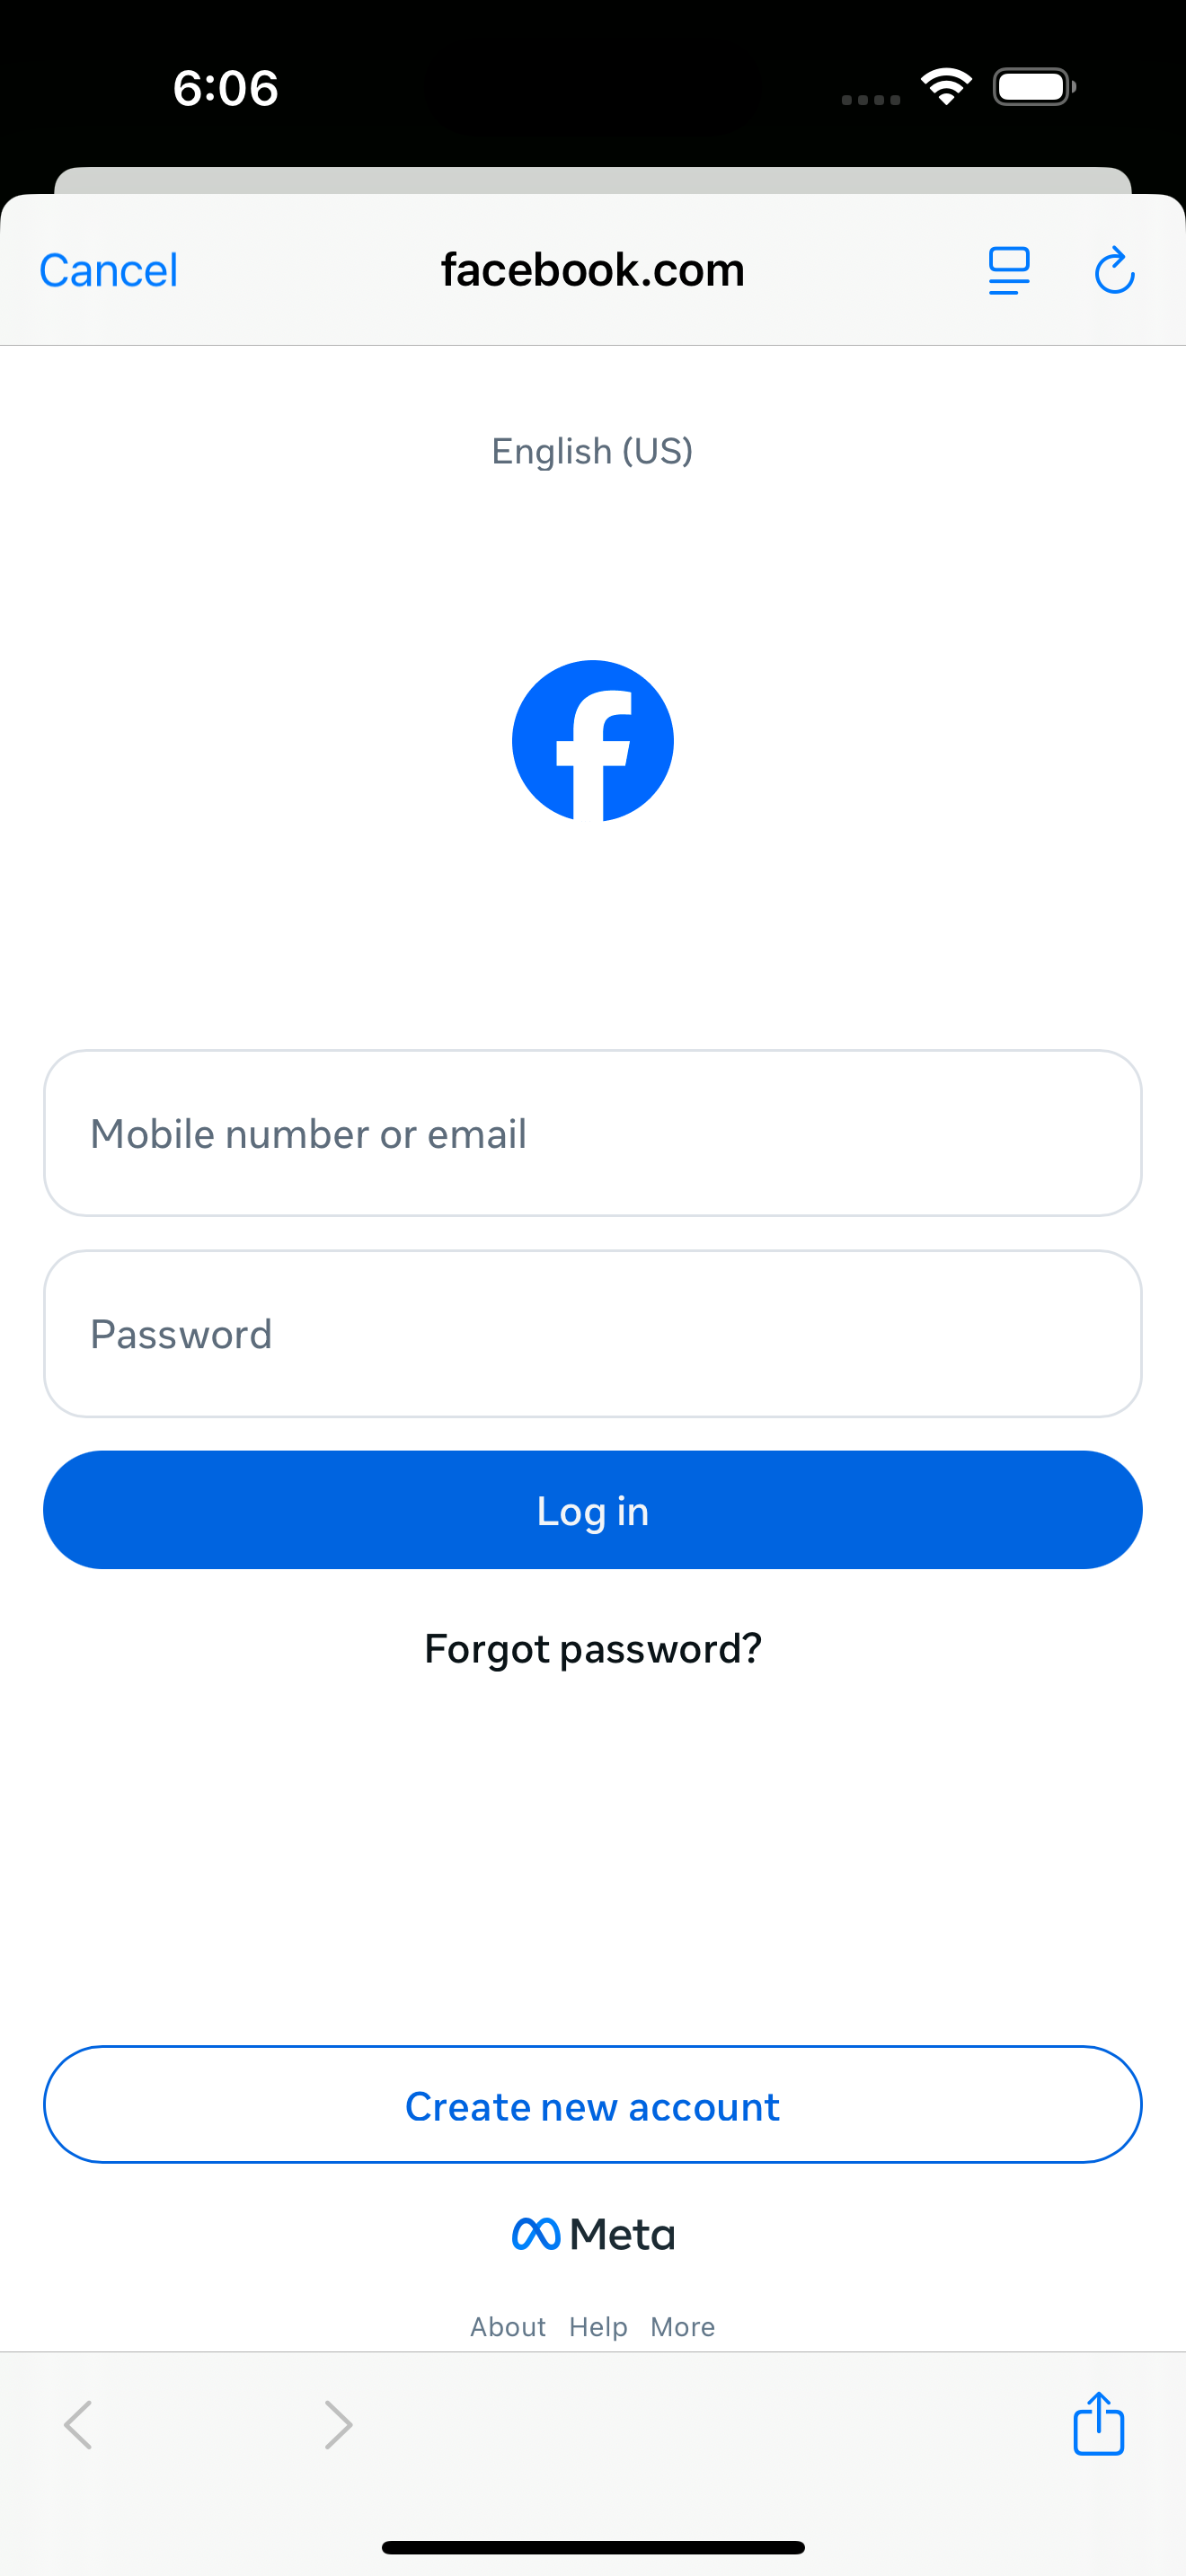 6:06
Cancel facebook.com
English (US)
Mobile number or email
Password
Log in
Forgot password?
Create new account
Meta
About Help More